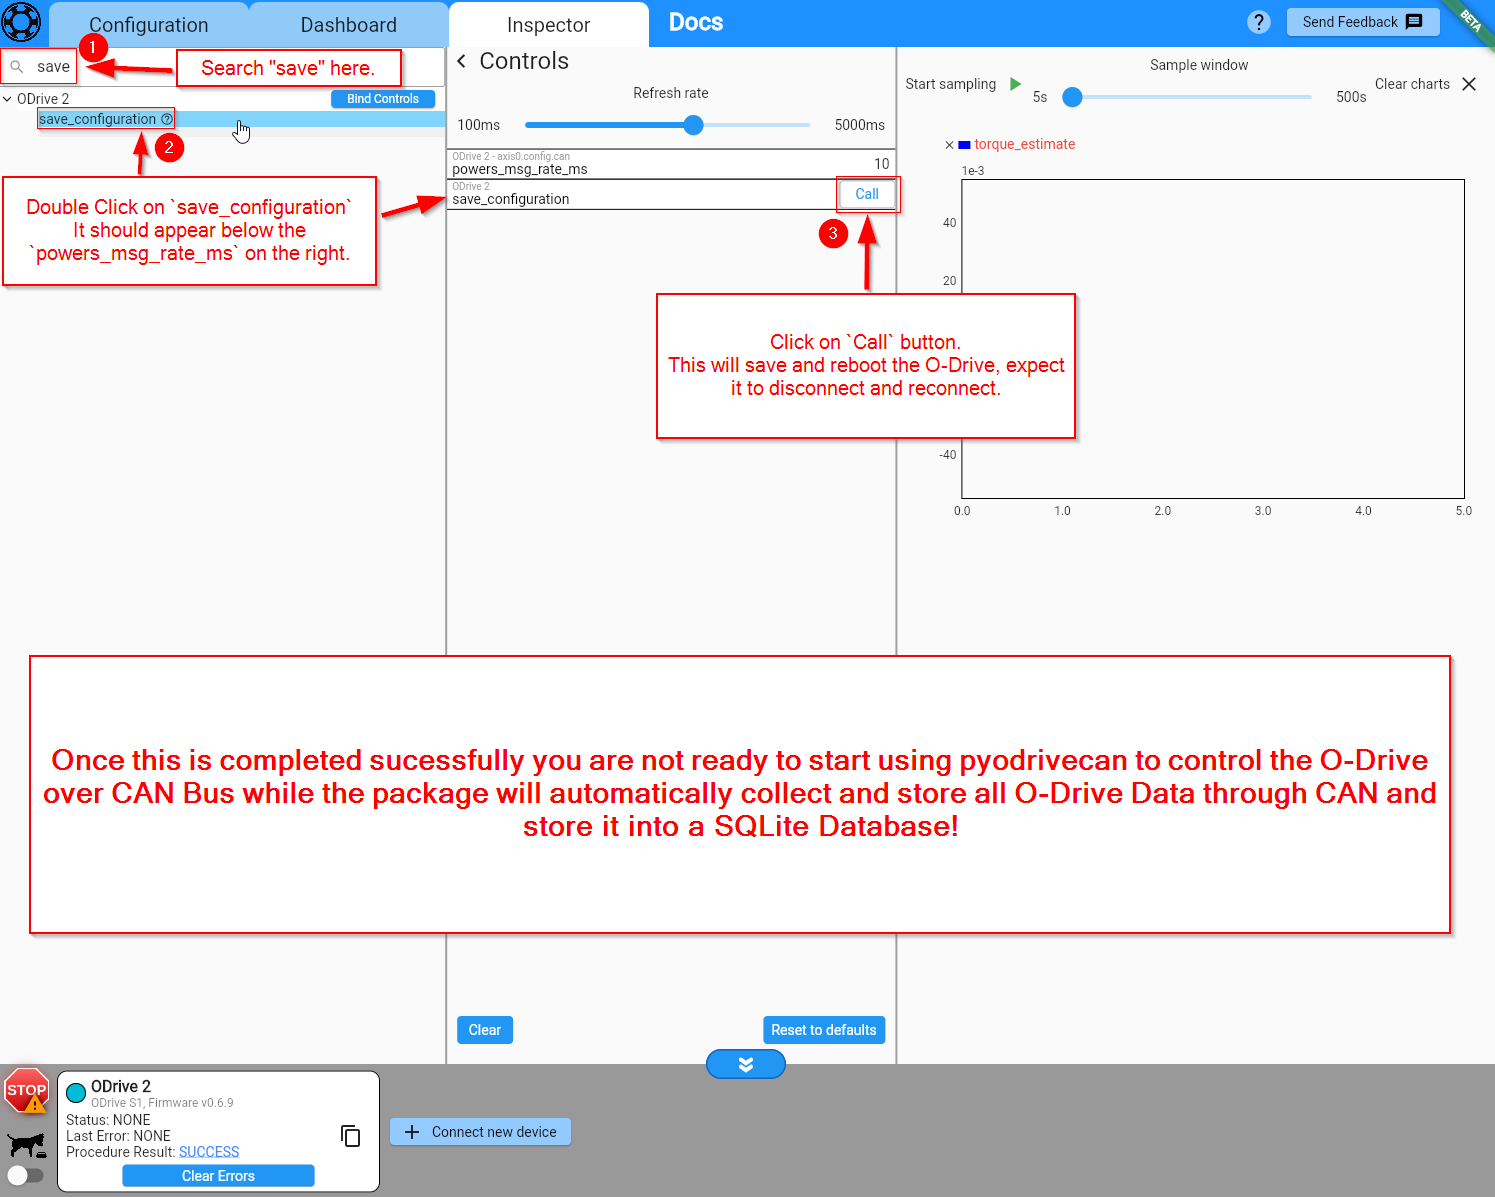 Configuration
Dashboard
Inspector
Docs
?
Send Feedback
BETA
save
1
Search "save" here.
ODrive 2
Bind Controls
save_configuration ?
2
Double Click on `save_configuration`
It should appear below the
`powers_msg_rate_ms` on the right.
Controls
Refresh rate
100ms
5000ms
ODrive 2 - axis0.config.can
powers_msg_rate_ms
10
ODrive 2
save_configuration
Call
3
Click on `Call` button.
This will save and reboot the O-Drive, expect
it to disconnect and reconnect.
Sample window
Start sampling
5s
500s
Clear charts
torque_estimate
1e-3
40
20
-40
0.0 1.0 2.0 3.0 4.0 5.0
Once this is completed sucessfully you are not ready to start using pyodrivecan to control the O-Drive
over CAN Bus while the package will automatically collect and store all O-Drive Data through CAN and
store it into a SQLite Database!
Clear
Reset to defaults
STOP
ODrive 2
ODrive S1, Firmware v0.6.9
Status: NONE
Last Error: NONE
Procedure Result: SUCCESS
Clear Errors
Connect new device